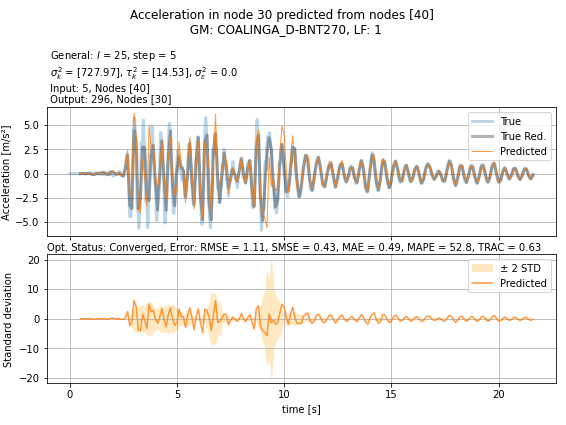 Acceleration in node 30 predicted from nodes [40]
GM: COALINGA_D-BNT270, LF: 1
General: l = 25, step = 5
σ²ₖ = [727.97], τ²ₖ = [14.53], σ²ε = 0.0
Input: 5, Nodes [40]
Output: 296, Nodes [30]
Acceleration [m/s²]
5.0
2.5
0.0
−2.5
−5.0
True
True Red.
Predicted
Opt. Status: Converged, Error: RMSE = 1.11, SMSE = 0.43, MAE = 0.49, MAPE = 52.8, TRAC = 0.63
Standard deviation
20
10
0
−10
−20
± 2 STD
Predicted
0 5 10 15 20
time [s]